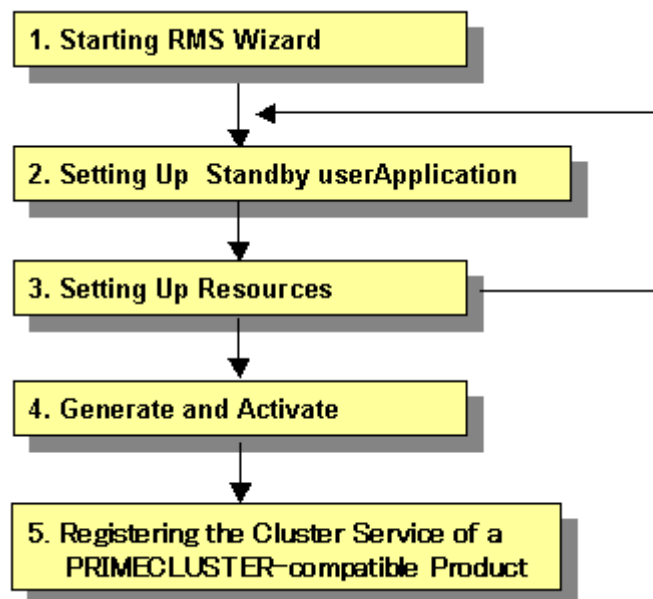 1. Starting RMS Wizard
2. Setting Up Standby userApplication
3. Setting Up Resources
4. Generate and Activate
5. Registering the Cluster Service of a
PRIMECLUSTER-compatible Product